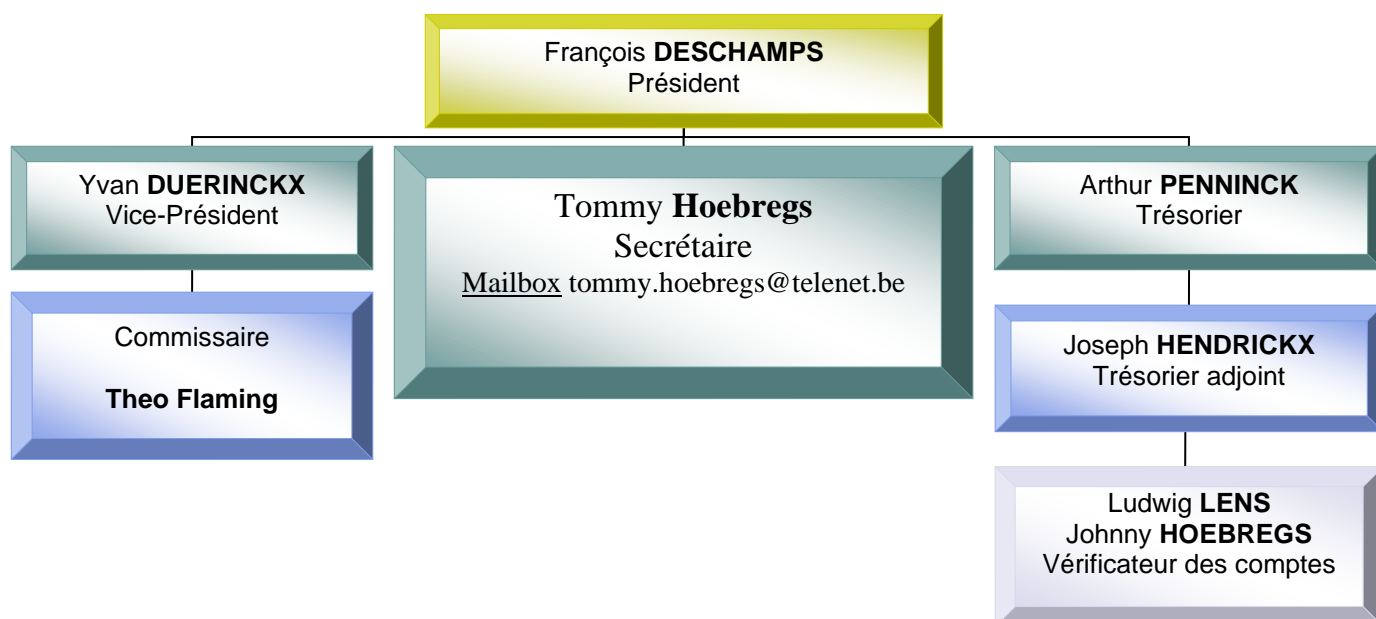 François DESCHAMPS
Président
Yvan DUERINCKX
Vice-Président
Tommy Hoebregs
Secrétaire
Mailbox tommy.hoebregs@telenet.be
Arthur PENNINCK
Trésorier
Commissaire
Theo Flaming
Joseph HENDRICKX
Trésorier adjoint
Ludwig LENS
Johnny HOEBREGS
Vérificateur des comptes